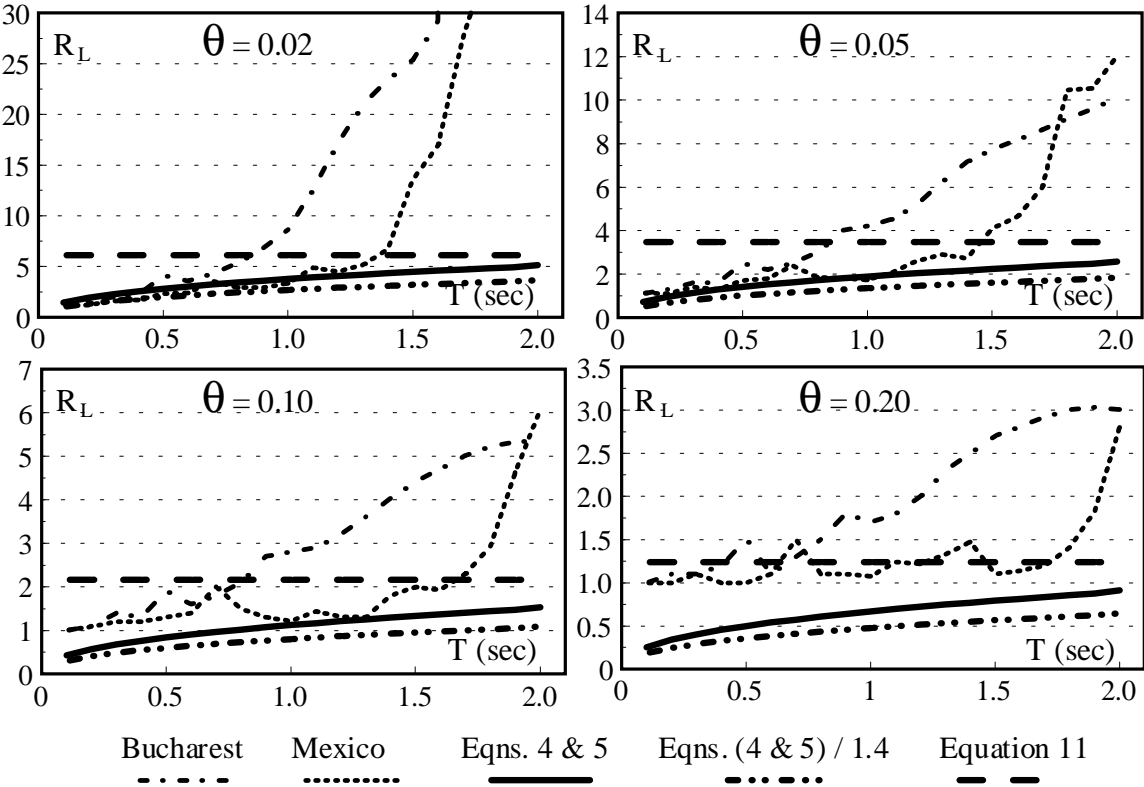 30
25
20
15
10
5
0
R L
θ = 0.02
T (sec)
0.5 1.0 1.5 2.0
14
12
10
8
6
4
2
0
R L
θ = 0.05
T (sec)
0 0.5 1.0 1.5 2.0
7
6
5
4
3
2
1
0
R L
θ = 0.10
T (sec)
0 0.5 1.0 1.5 2.0
3.5
3.0
2.5
2.0
1.5
1.0
0.5
0
R L
θ = 0.20
T (sec)
0 0.5 1 1.5 2.0
Bucharest Mexico Eqns. 4 & 5 Eqns. (4 & 5) / 1.4 Equation 11